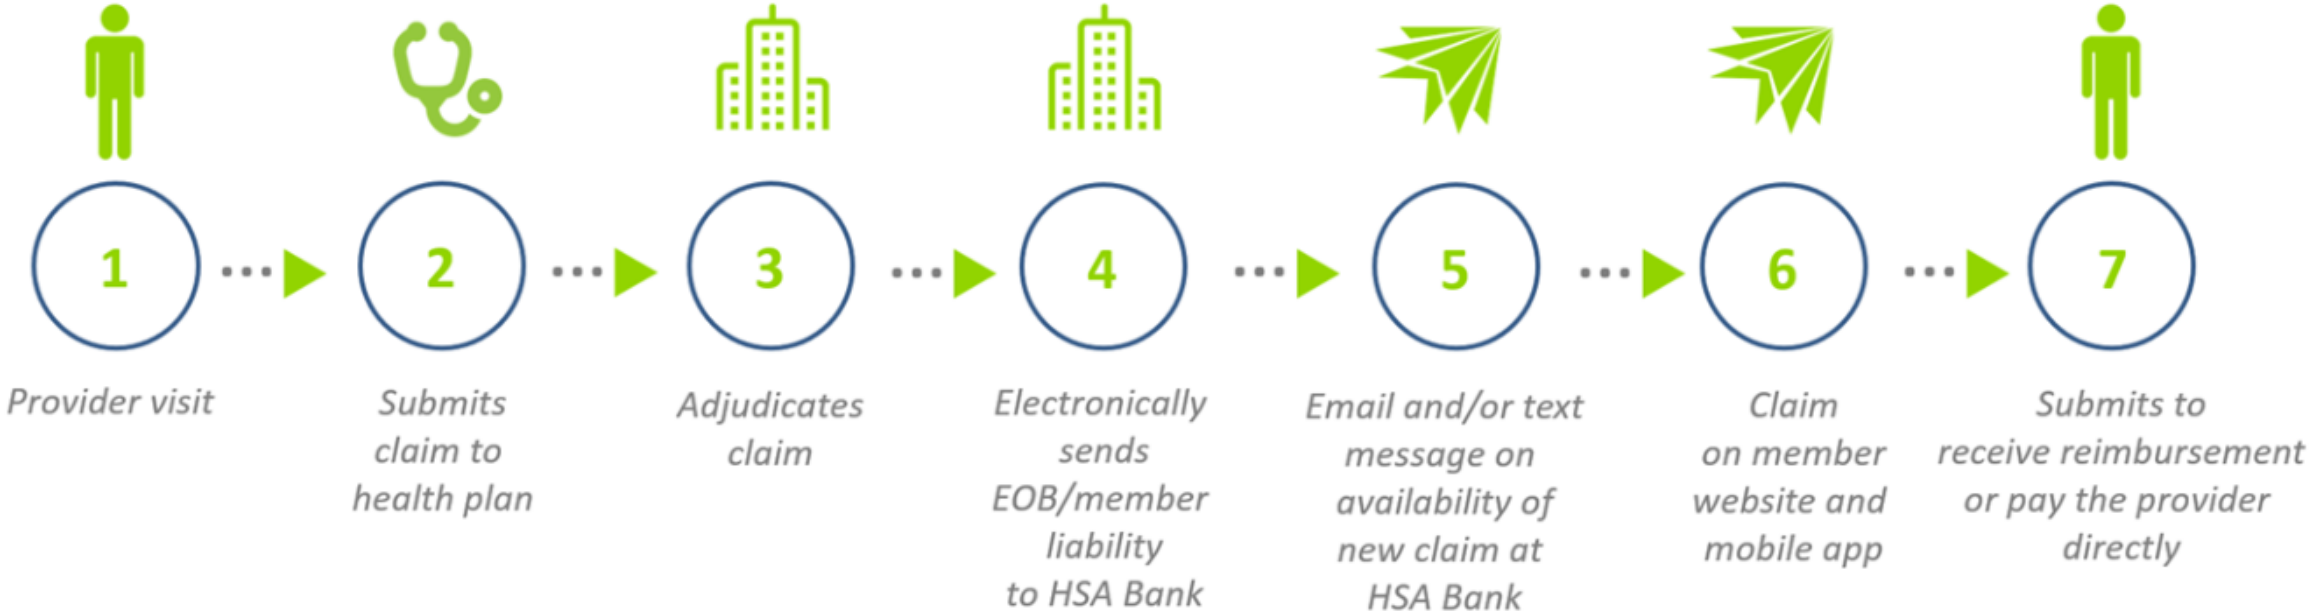 1
2
3
4
5
6
7
Provider visit
Submits
claim to
health plan
Adjudicates
claim
Electronically
sends
EOB/member
liability
to HSA Bank
Email and/or text
message on
availability of
new claim at
HSA Bank
Claim
on member
website and
mobile app
Submits to
receive reimbursement
or pay the provider
directly